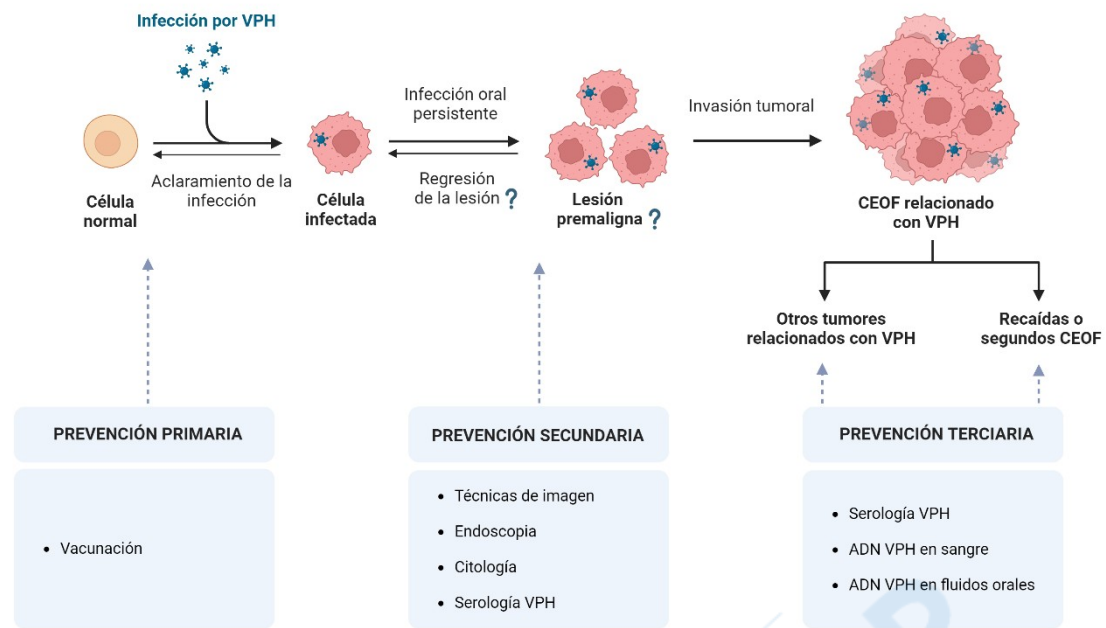 Infección por VPH
Célula
normal
Aclaramiento de la
infección
Célula
infectada
Infección oral
persistente
Regresión
de la lesión ?
Lesión
premaligna ?
Invasión tumoral
CEOF relacionado
con VPH
Otros tumores
relacionados con VPH
Recaídas o
segundos CEOF
PREVENCIÓN PRIMARIA
• Vacunación
PREVENCIÓN SECUNDARIA
• Técnicas de imagen
• Endoscopia
• Citología
• Serología VPH
PREVENCIÓN TERCIARIA
• Serología VPH
• ADN VPH en sangre
• ADN VPH en fluidos orales